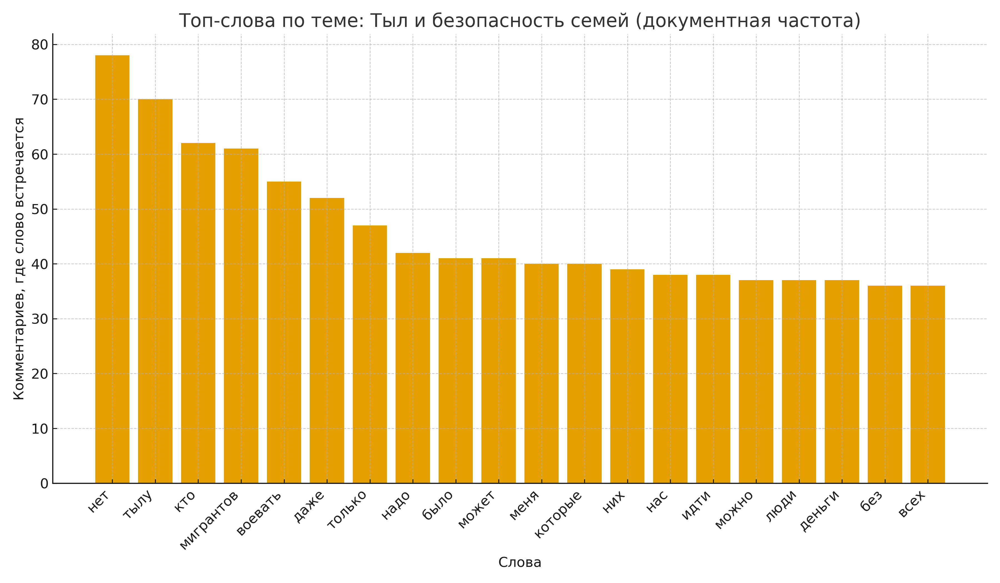 Топ-слова по теме: Тыл и безопасность семей (документная частота)
Комментариев, где слово встречается
80
70
60
50
40
30
20
10
0
нет
тылу
кто
мигрантов
воевать
даже
только
надо
было
может
меня
которые
них
нас
идти
можно
люди
деньги
без
всех
Слова